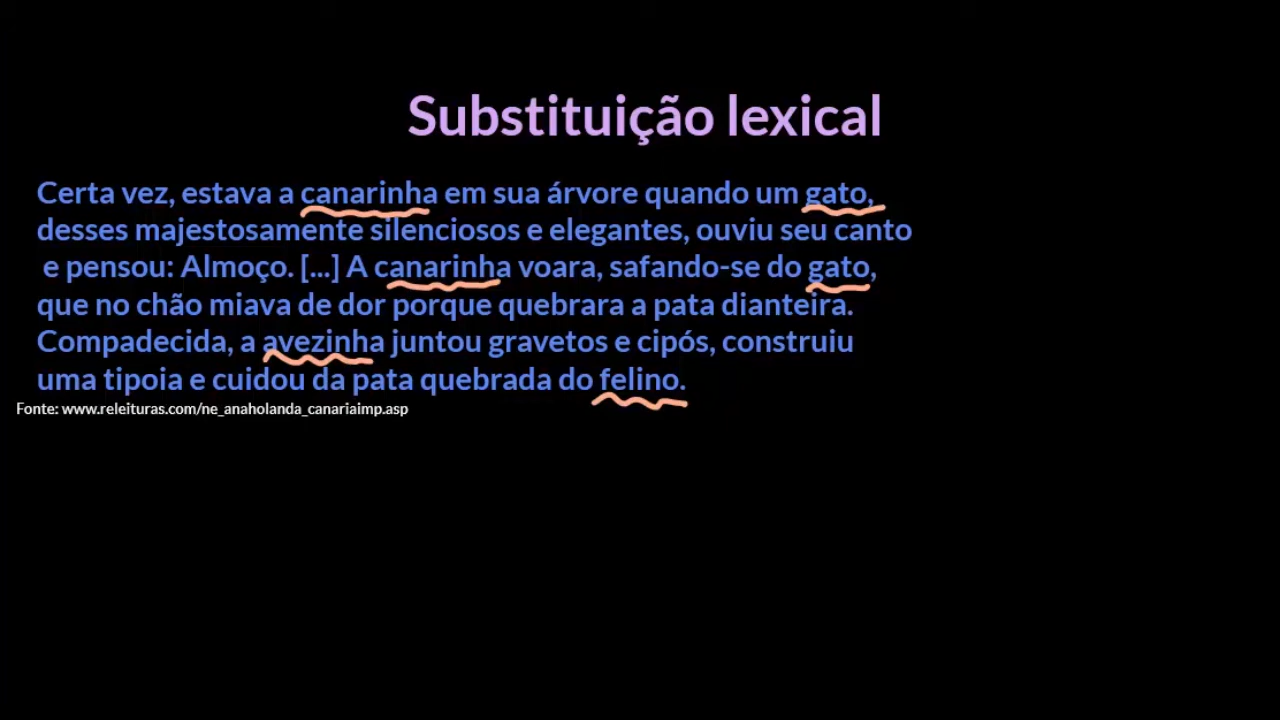 Substituição lexical
Certa vez, estava a canarinha em sua árvore quando um gato,
desses majestosamente silenciosos e elegantes, ouviu seu canto
e pensou: Almoço. [...] A canarinha voara, safando-se do gato,
que no chão miava de dor porque quebrara a pata dianteira.
Compadecida, a avezinha juntou gravetos e cipós, construiu
uma tipoia e cuidou da pata quebrada do felino.
Fonte: www.releituras.com/ne_anaholanda_canariaimp.asp